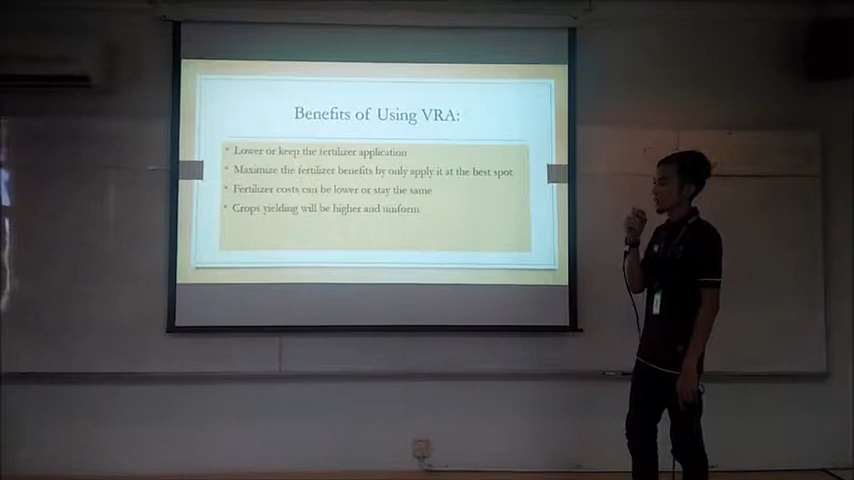 Benefits of Using VRA:
* Lower or keep the fertilizer application
* Maximize the fertilizer benefits by only apply it at the best spot
* Fertilizer costs can be lower or stay the same
* Crops yielding will be higher and uniform